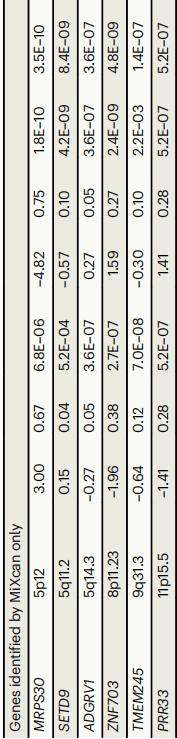 Genes identified by MiXcan only
MRPS30 5p12 3.00 0.67 6.8E−06 −4.82 0.75 1.8E−10 3.5E−10
SETD9 5q11.2 0.15 0.04 5.2E−04 −0.57 0.10 4.2E−09 8.4E−09
ADGRV1 5q14.3 −0.27 0.05 3.6E−07 0.27 0.05 3.6E−07 3.6E−07
ZNF703 8p11.23 −1.96 0.38 2.7E−07 1.59 0.27 2.4E−09 4.8E−09
TMEM245 9q31.3 −0.64 0.12 7.0E−08 −0.30 0.10 2.2E−03 1.4E−07
PRR33 11p15.5 −1.41 0.28 5.2E−07 1.41 0.28 5.2E−07 5.2E−07